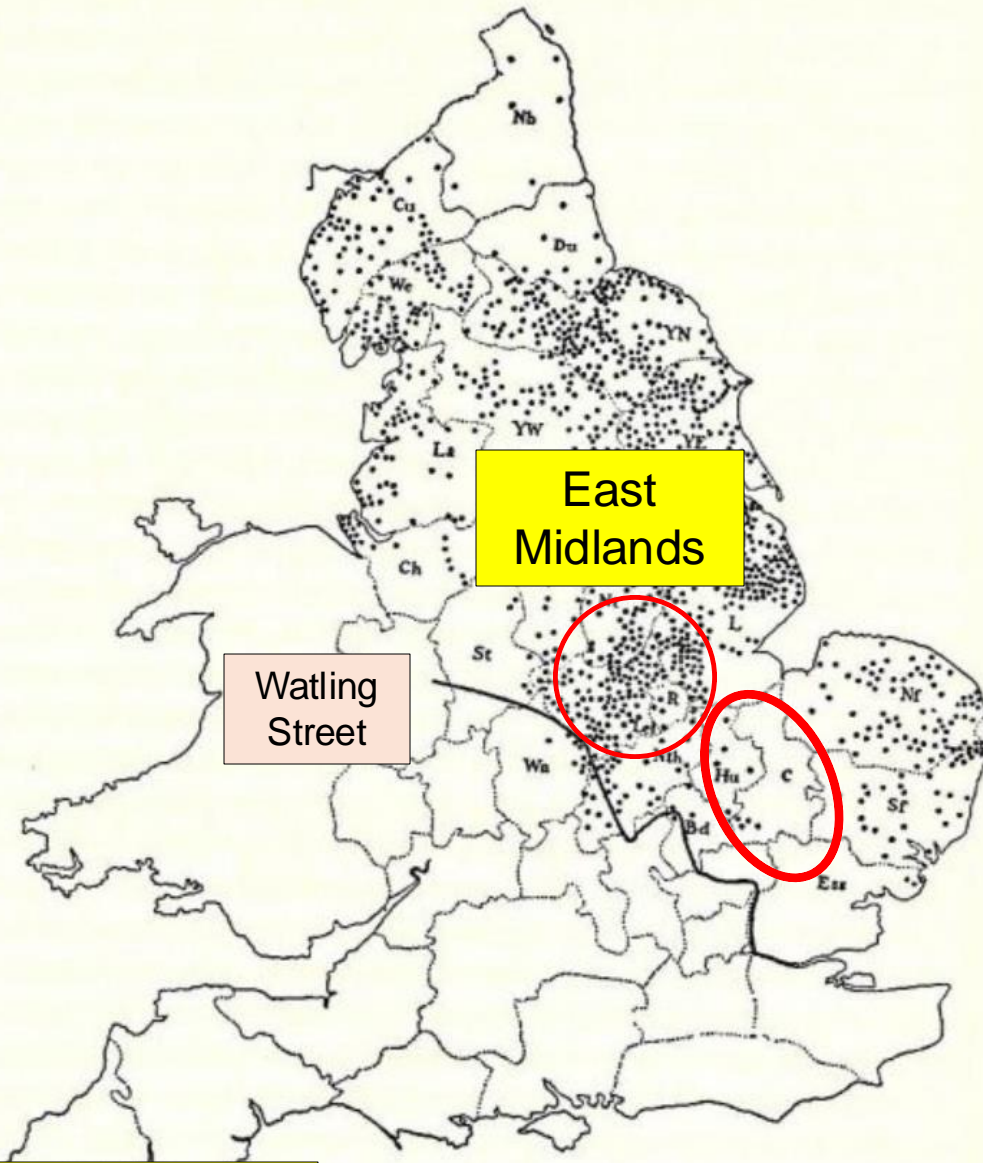 Nb
Cu
Du
We
YN
YW
YE
La
East
Midlands
Ch
L
St
Watling
Street
R
Nf
Lei
Wa
Nth
Hu
C
Sf
Bd
Ess